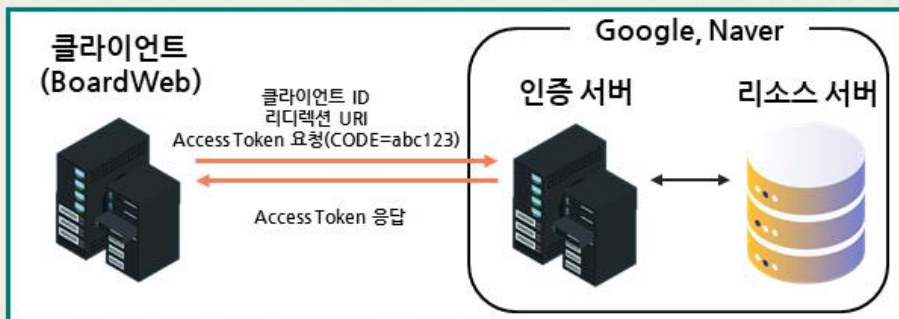 클라이언트
(BoardWeb)
Google, Naver
인증 서버
리소스 서버
클라이언트 ID
리디렉션 URI
Access Token 요청(CODE=abc123)
Access Token 응답